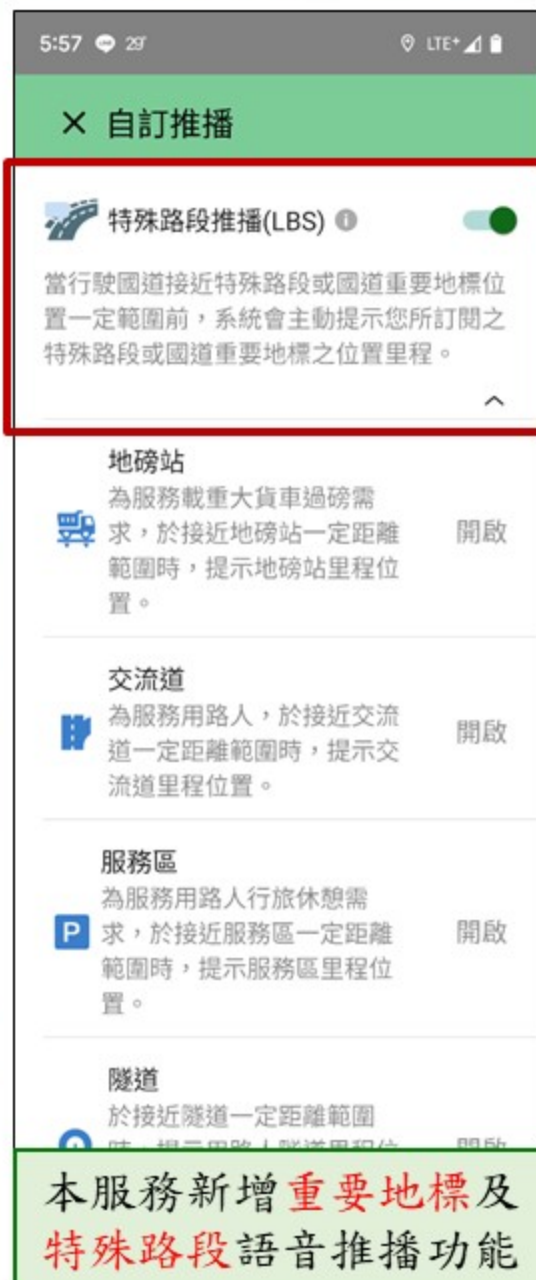 5:57 29° LTE+
× 自訂推播
特殊路段推播(LBS)
當行駛國道接近特殊路段或國道重要地標位
置一定範圍前，系統會主動提示您所訂閱之
特殊路段或國道重要地標之位置里程。
地磅站
為服務載重大貨車過磅需
求，於接近地磅站一定距離
範圍時，提示地磅站里程位
置。
開啟
交流道
為服務用路人，於接近交流
道一定距離範圍時，提示交
流道里程位置。
開啟
服務區
P
為服務用路人行旅休憩需
求，於接近服務區一定距離
範圍時，提示服務區里程位
置。
開啟
隧道
於接近隧道一定距離範圍
本服務新增重要地標及
特殊路段語音推播功能